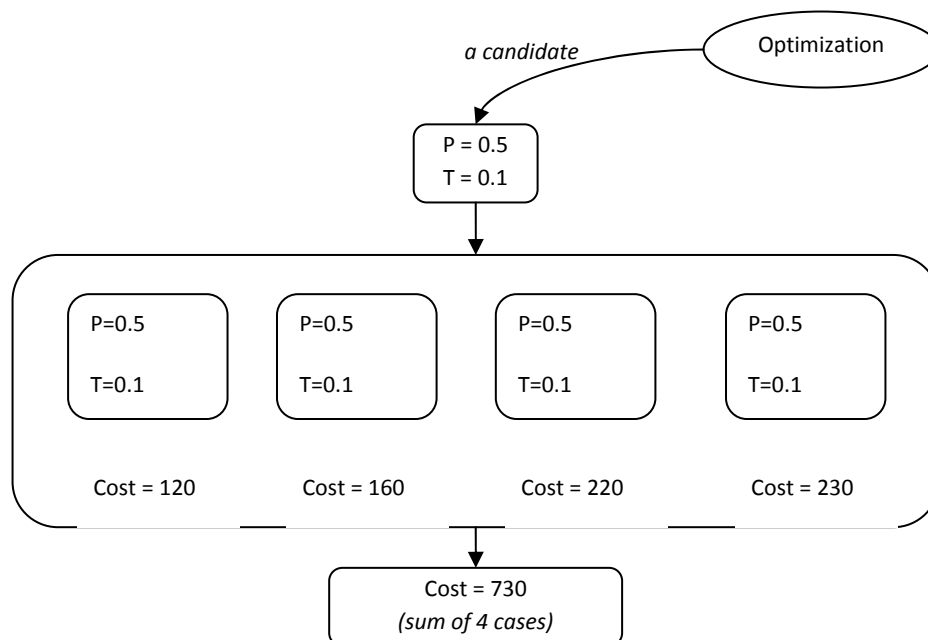 Optimization
a candidate
P = 0.5
T = 0.1
P=0.5
T=0.1
Cost = 120
P=0.5
T=0.1
Cost = 160
P=0.5
T=0.1
Cost = 220
P=0.5
T=0.1
Cost = 230
Cost = 730
(sum of 4 cases)